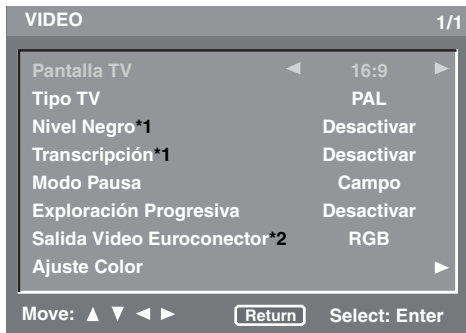 VIDEO 1/1
Pantalla TV ◄ 16:9 ►
Tipo TV PAL
Nivel Negro*1 Desactivar
Transcripción*1 Desactivar
Modo Pausa Campo
Exploración Progresiva Desactivar
Salida Video Euroconector*2 RGB
Ajuste Color ►
Move: ▲ ▼ ◄ ► Return Select: Enter